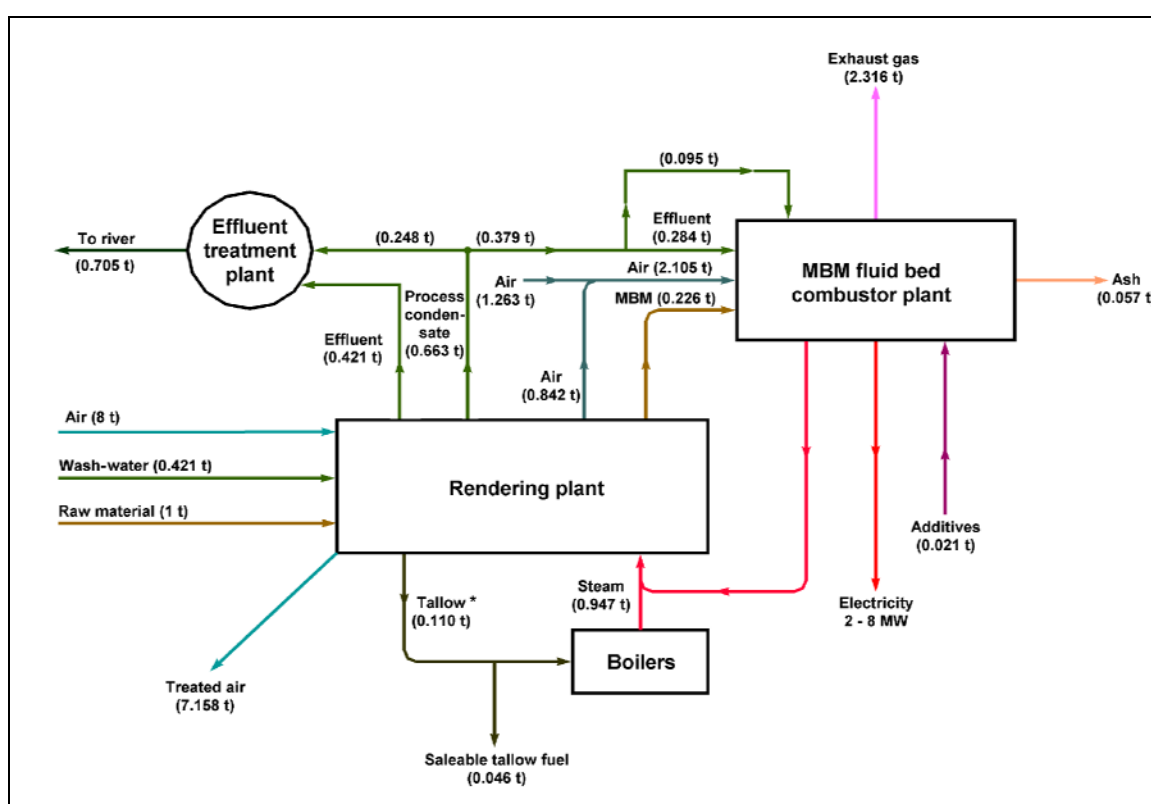 Exhaust gas
(2.316 t)
(0.095 t)
Effluent
treatment
plant
To river
(0.705 t)
(0.248 t)
(0.379 t)
Effluent
(0.284 t)
Air (2.105 t)
Air
(1.263 t)
MBM (0.226 t)
MBM fluid bed
combustor plant
Ash
(0.057 t)
Process
conden-
sate
(0.663 t)
Effluent
(0.421 t)
Air
(0.842 t)
Air (8 t)
Wash-water (0.421 t)
Raw material (1 t)
Rendering plant
Additives
(0.021 t)
Steam
(0.947 t)
Tallow *
(0.110 t)
Electricity
2 - 8 MW
Boilers
Treated air
(7.158 t)
Saleable tallow fuel
(0.046 t)